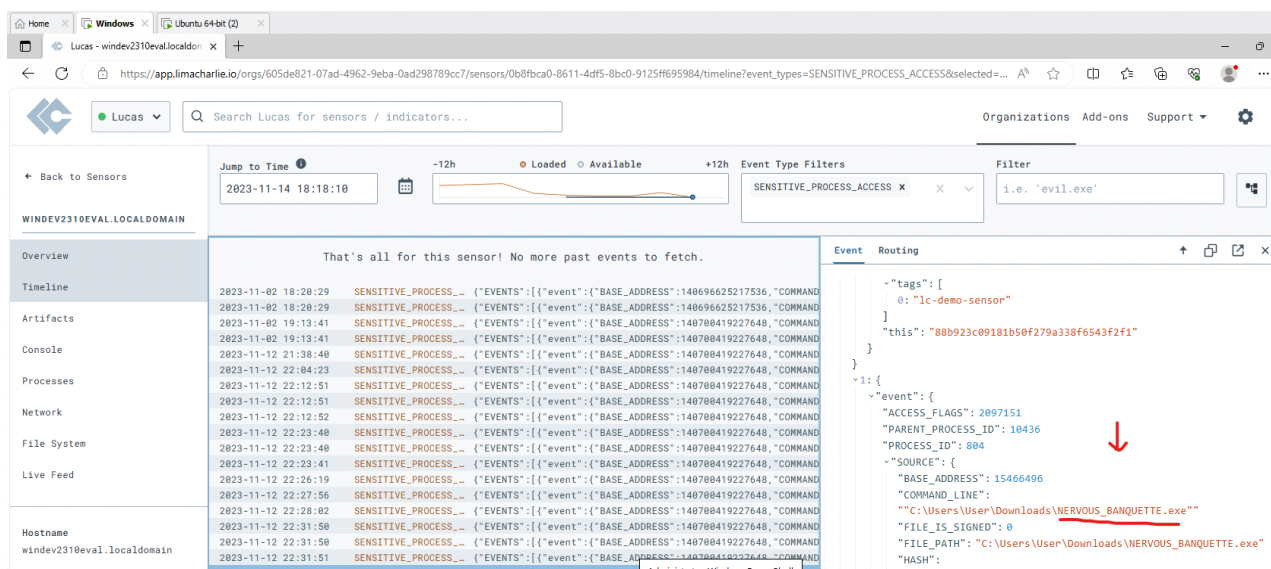 Home
Windows
Ubuntu 64-bit (2)
Lucas - windev2310eval.localdon
https://app.limacharlie.io/orgs/605de821-07ad-4962-9eba-0ad298789cc7/sensors/0b8fbca0-8611-4df5-8bc0-9125ff695984/timeline?event_types=SENSITIVE_PROCESS_ACCESS&selected=...
Lucas
Search Lucas for sensors / indicators...
Organizations Add-ons Support
Back to Sensors
WINDEV2310EVAL.LOCALDOMAIN
Overview
Timeline
Artifacts
Console
Processes
Network
File System
Live Feed
Hostname
windev2310eval.localdomain
Jump to Time
2023-11-14 18:18:10
-12h Loaded Available +12h
Event Type Filters
SENSITIVE_PROCESS_ACCESS x
Filter
i.e. 'evil.exe'
That's all for this sensor! No more past events to fetch.
2023-11-02 18:20:29 SENSITIVE_PROCESS_… {"EVENTS":[{"event":{"BASE_ADDRESS":140696625217536,"COMMAND
2023-11-02 18:20:29 SENSITIVE_PROCESS_… {"EVENTS":[{"event":{"BASE_ADDRESS":140696625217536,"COMMAND
2023-11-02 19:13:41 SENSITIVE_PROCESS_… {"EVENTS":[{"event":{"BASE_ADDRESS":140700419227648,"COMMAND
2023-11-02 19:13:41 SENSITIVE_PROCESS_… {"EVENTS":[{"event":{"BASE_ADDRESS":140700419227648,"COMMAND
2023-11-12 21:38:40 SENSITIVE_PROCESS_… {"EVENTS":[{"event":{"BASE_ADDRESS":140700419227648,"COMMAND
2023-11-12 22:04:23 SENSITIVE_PROCESS_… {"EVENTS":[{"event":{"BASE_ADDRESS":140700419227648,"COMMAND
2023-11-12 22:12:51 SENSITIVE_PROCESS_… {"EVENTS":[{"event":{"BASE_ADDRESS":140700419227648,"COMMAND
2023-11-12 22:12:51 SENSITIVE_PROCESS_… {"EVENTS":[{"event":{"BASE_ADDRESS":140700419227648,"COMMAND
2023-11-12 22:12:52 SENSITIVE_PROCESS_… {"EVENTS":[{"event":{"BASE_ADDRESS":140700419227648,"COMMAND
2023-11-12 22:23:40 SENSITIVE_PROCESS_… {"EVENTS":[{"event":{"BASE_ADDRESS":140700419227648,"COMMAND
2023-11-12 22:23:40 SENSITIVE_PROCESS_… {"EVENTS":[{"event":{"BASE_ADDRESS":140700419227648,"COMMAND
2023-11-12 22:23:41 SENSITIVE_PROCESS_… {"EVENTS":[{"event":{"BASE_ADDRESS":140700419227648,"COMMAND
2023-11-12 22:26:19 SENSITIVE_PROCESS_… {"EVENTS":[{"event":{"BASE_ADDRESS":140700419227648,"COMMAND
2023-11-12 22:27:56 SENSITIVE_PROCESS_… {"EVENTS":[{"event":{"BASE_ADDRESS":140700419227648,"COMMAND
2023-11-12 22:28:02 SENSITIVE_PROCESS_… {"EVENTS":[{"event":{"BASE_ADDRESS":140700419227648,"COMMAND
2023-11-12 22:31:50 SENSITIVE_PROCESS_… {"EVENTS":[{"event":{"BASE_ADDRESS":140700419227648,"COMMAND
2023-11-12 22:31:50 SENSITIVE_PROCESS_… {"EVENTS":[{"event":{"BASE_ADDRESS":140700419227648,"COMMAND
2023-11-12 22:31:51 SENSITIVE_PROCESS_… {"EVENTS":[{"event":{"BASE_ADDRESS":140700419227648,"COMMAND
Event Routing
"tags": [
0: "lc-demo-sensor"
]
"this": "88b923c09181b50f279a338f6543f2f1"
}
}
1: {
"event": {
"ACCESS_FLAGS": 2097151
"PARENT_PROCESS_ID": 10436
"PROCESS_ID": 804
"SOURCE": {
"BASE_ADDRESS": 15466496
"COMMAND_LINE":
""C:\Users\User\Downloads\NERVOUS_BANQUETTE.exe""
"FILE_IS_SIGNED": 0
"FILE_PATH": "C:\Users\User\Downloads\NERVOUS_BANQUETTE.exe"
"HASH":